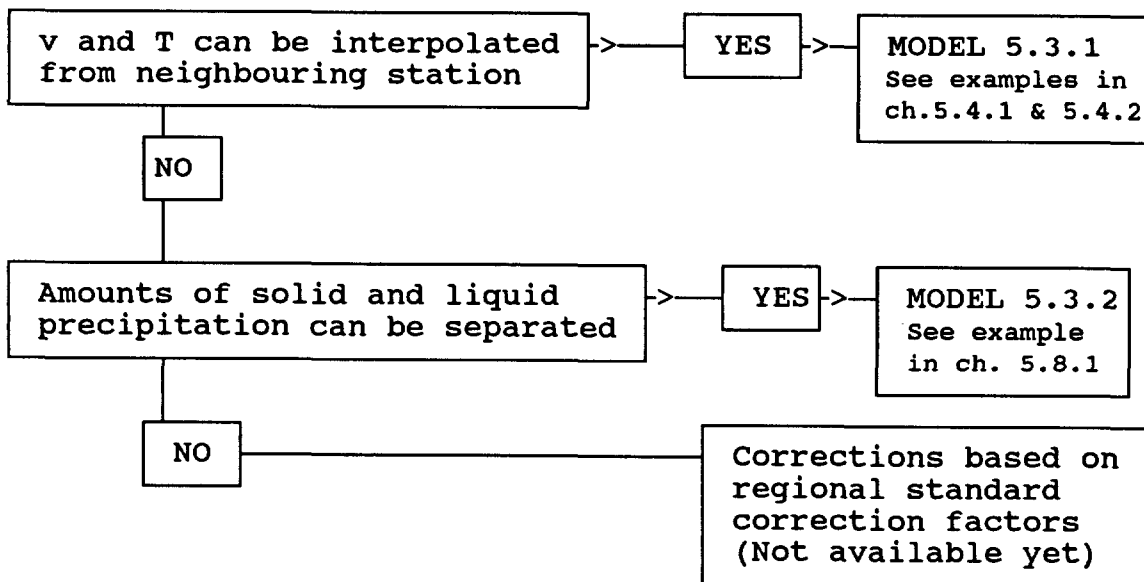 v and T can be interpolated
from neighbouring station
YES
MODEL 5.3.1
See examples in
ch.5.4.1 & 5.4.2
NO
Amounts of solid and liquid
precipitation can be separated
YES
MODEL 5.3.2
See example
in ch. 5.8.1
NO
Corrections based on
regional standard
correction factors
(Not available yet)